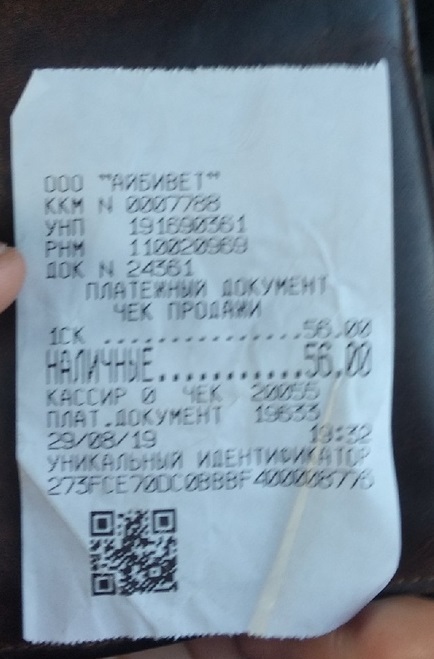 ООО "АЙБИВЕТ"
ККМ N 0007788
УНП 191690361
РНМ 110020969
ДОК N 24361
ПЛАТЕЖНЫЙ ДОКУМЕНТ
ЧЕК ПРОДАЖИ
1СК ....................56.00
НАЛИЧНЫЕ...........56.00
КАССИР 0 ЧЕК 20055
ПЛАТ.ДОКУМЕНТ 19633
29/08/19 19:32
УНИКАЛЬНЫЙ ИДЕНТИФИКАТОР
273FCE70DC0BBBF400008776